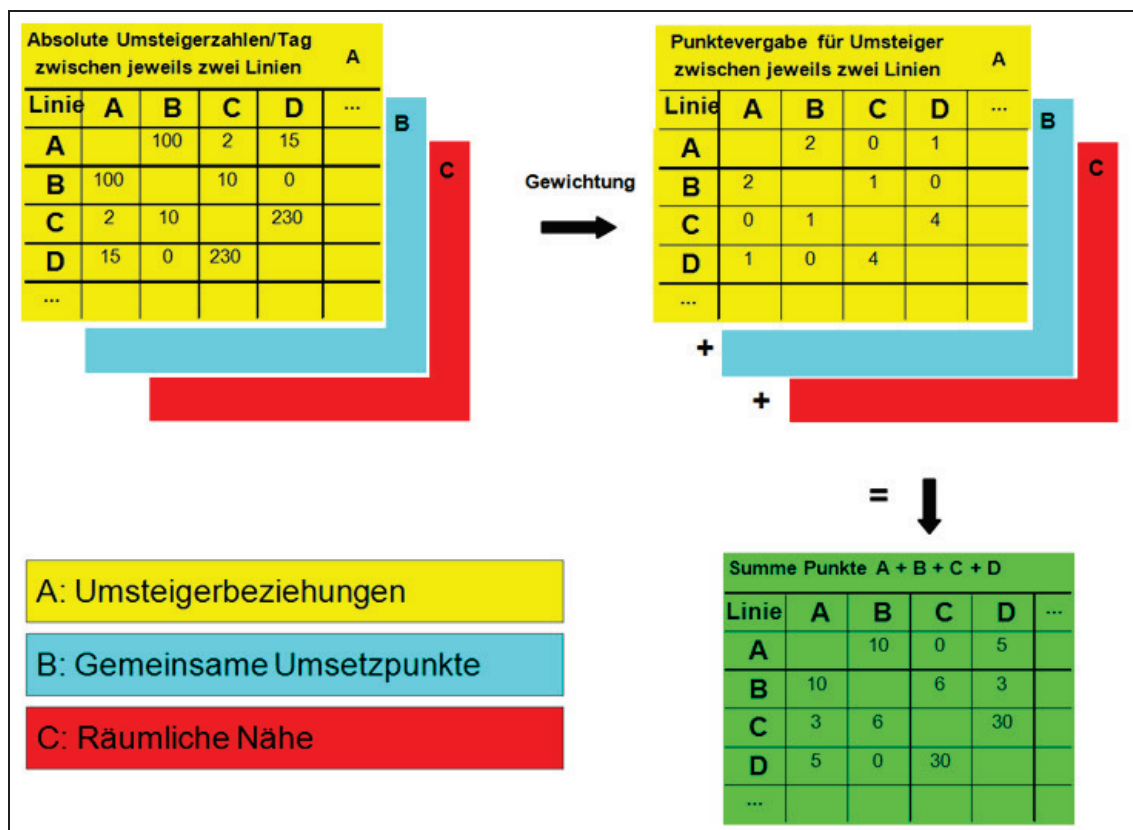 Absolute Umsteigerzahlen/Tag
zwischen jeweils zwei Linien A
Linie A B C D ...
A 100 2 15
B 100 10 0
C 2 10 230
D 15 0 230
...
B
C
Gewichtung
Punktevergabe für Umsteiger
zwischen jeweils zwei Linien A
Linie A B C D ...
A 2 0 1
B 2 1 0
C 0 1 4
D 1 0 4
...
B
C
+
+
=
A: Umsteigerbeziehungen
B: Gemeinsame Umsetzpunkte
C: Räumliche Nähe
Summe Punkte A + B + C + D
Linie A B C D ...
A 10 0 5
B 10 6 3
C 3 6 30
D 5 0 30
...